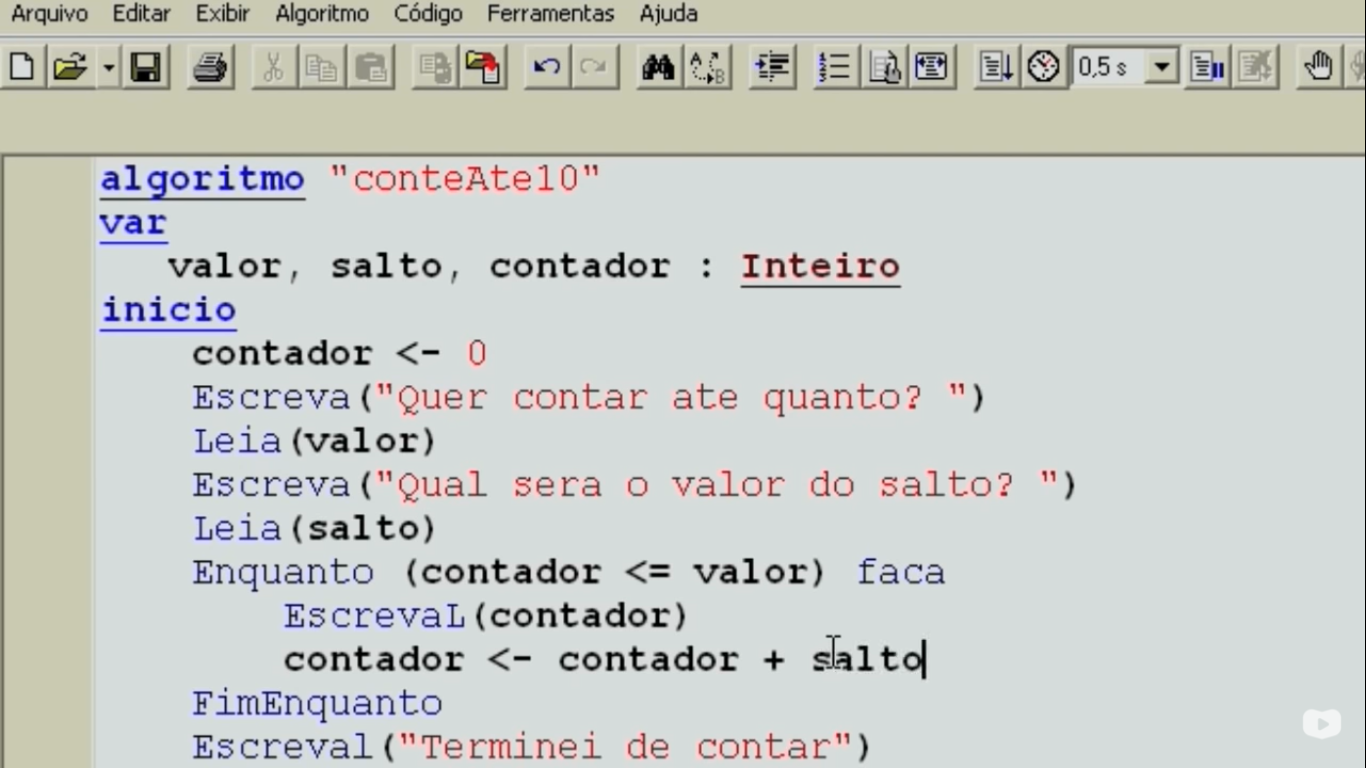 Arquivo Editar Exibir Algoritmo Código Ferramentas Ajuda
0,5 s
algoritmo "conteAte10"
var
valor, salto, contador : Inteiro
inicio
contador <- 0
Escreva("Quer contar ate quanto? ")
Leia(valor)
Escreva("Qual sera o valor do salto? ")
Leia(salto)
Enquanto (contador <= valor) faca
EscrevaL(contador)
contador <- contador + salto
FimEnquanto
Escreval("Terminei de contar")